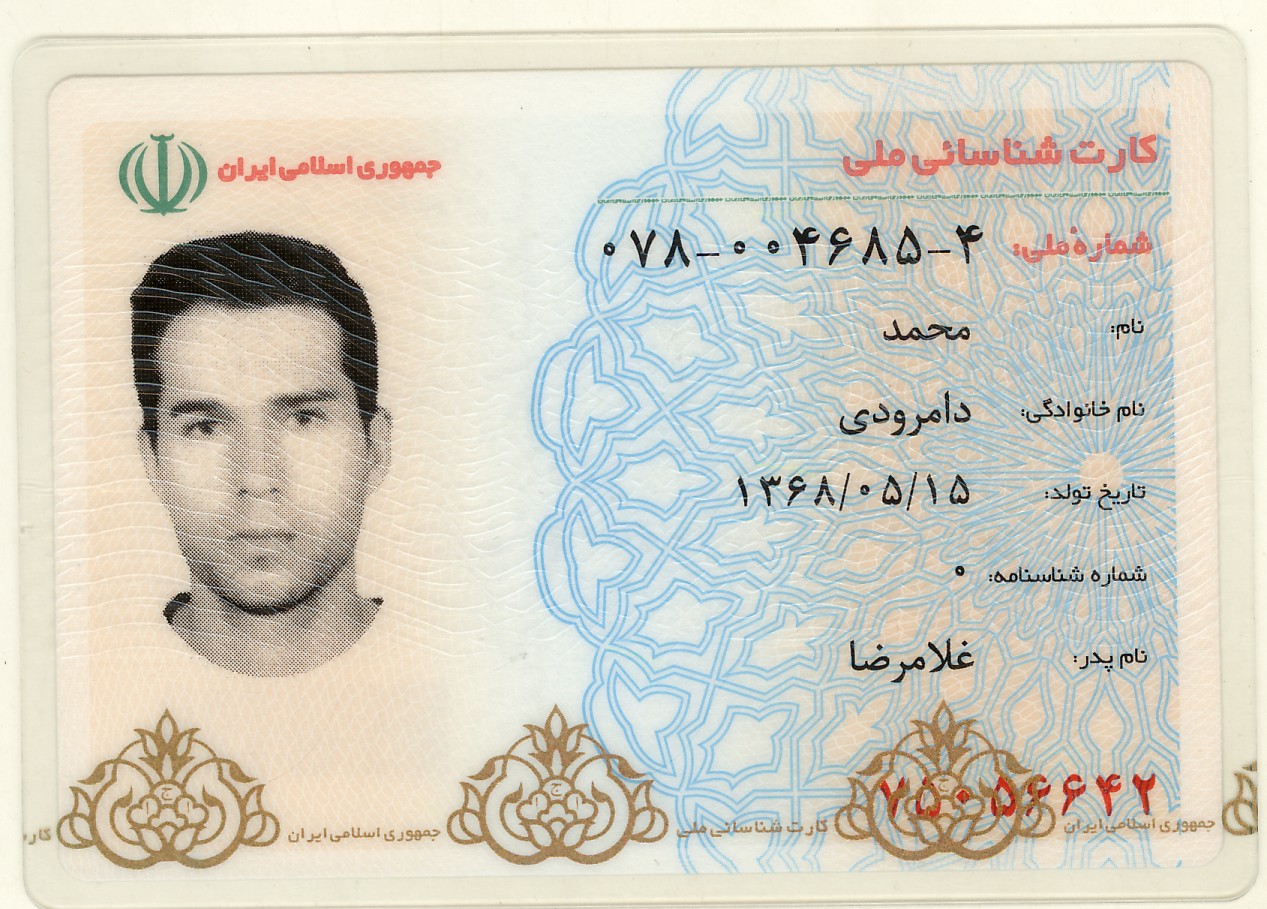 جمهوری اسلامی ایران
کارت شناسائی ملی
شمارهٔ ملی: ۰۷۸-۰۰۴۶۸۵-۴
نام: محمد
نام خانوادگی: دامرودی
تاریخ تولد: ۱۳۶۸/۰۵/۱۵
شماره شناسنامه: ۰
نام پدر: غلامرضا
۷۵۰۵۶۶۴۲
جمهوری اسلامی ایران کارت شناسائی ملی جمهوری اسلامی ایران